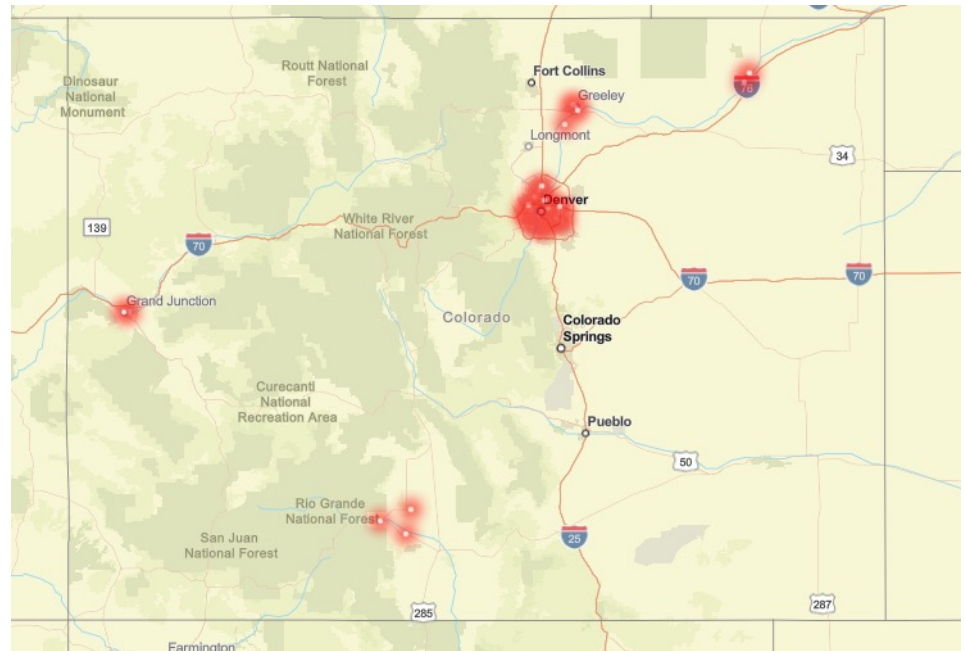 Routt National
Forest
Dinosaur
National
Monument
Fort Collins
76
Greeley
Longmont
34
Denver
139
White River
National Forest
70
70
70
Grand Junction
Colorado
Colorado
Springs
Curecanti
National
Recreation Area
Pueblo
50
Rio Grande
National Forest
San Juan
National Forest
25
285
287
Farmington